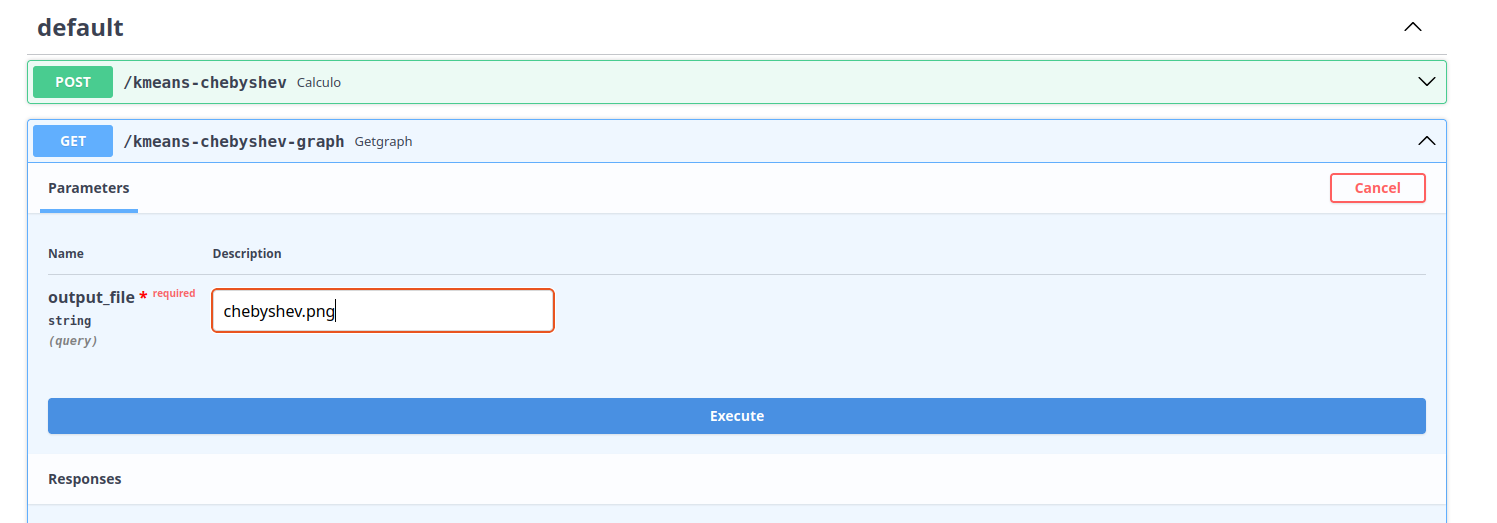 default
POST /kmeans-chebyshev Calculo
GET /kmeans-chebyshev-graph Getgraph
Parameters Cancel
Name Description
output_file * required chebyshev.png
string
(query)
Execute
Responses